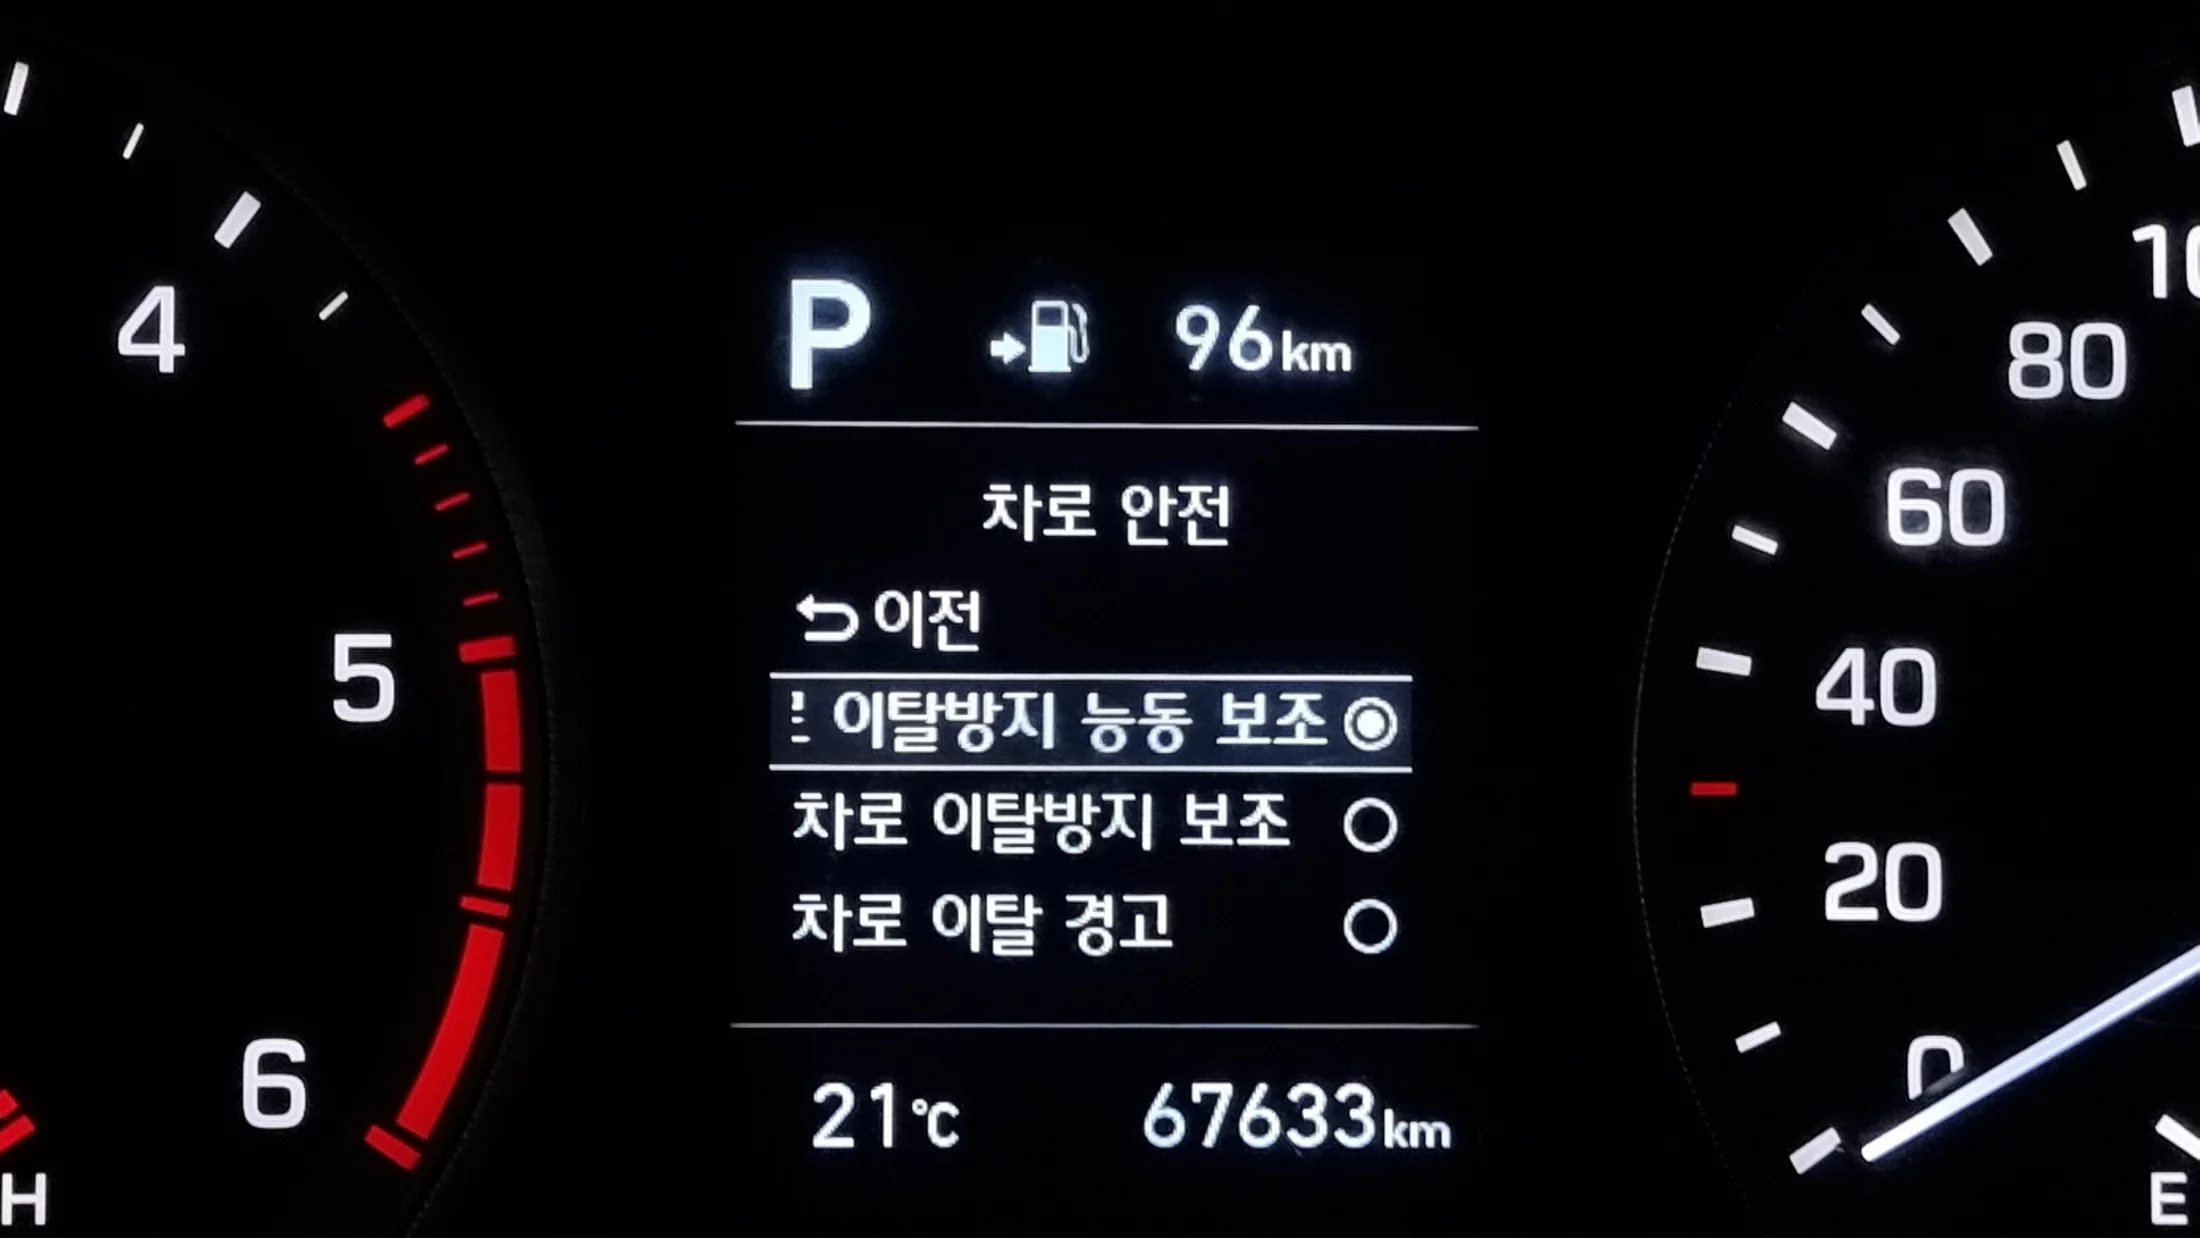 P 96km
차로 안전
이전
이탈방지 능동 보조
차로 이탈방지 보조
차로 이탈 경고
21℃ 67633km
4
5
6
H
80
60
40
20
0
E